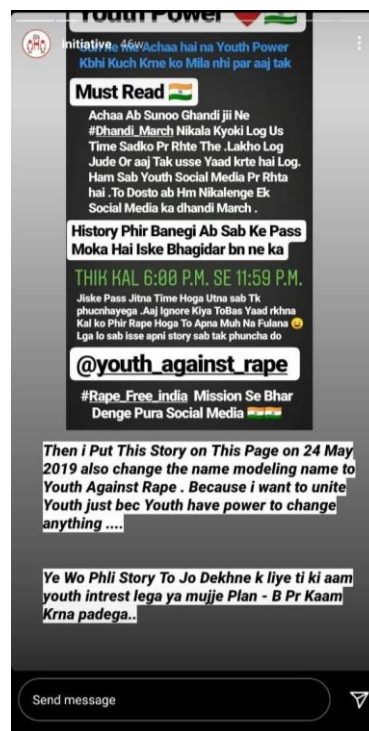 Youth Power ❤️🇮🇳
Initiative 46w
Achaa hai na Youth Power
Kbhi Kuch Krne ko Mila nhi par aaj tak
Must Read 🇮🇳
Achaa Ab Sunoo Ghandi jii Ne
#Dhandi_March Nikala Kyoki Log Us
Time Sadko Pr Rhte The .Lakho Log
Jude Or aaj Tak usse Yaad krte hai Log.
Ham Sab Youth Social Media Pr Rhta
hai .To Dosto ab Hm Nikalenge Ek
Social Media ka dhandi March .
History Phir Banegi Ab Sab Ke Pass
Moka Hai Iske Bhagidar bn ne ka
THIK KAL 6:00 P.M. SE 11:59 P.M.
Jiske Pass Jitna Time Hoga Utna sab Tk
phucnhayega .Aaj Ignore Kiya ToBas Yaad rkhna
Kal ko Phir Rape Hoga To Apna Muh Na Fulana 😀
Lga lo sab isse apni story sab tak phuncha do
@youth_against_rape
#Rape_Free_india Mission Se Bhar
Denge Pura Social Media 🇮🇳🇮🇳
Then i Put This Story on This Page on 24 May
2019 also change the name modeling name to
Youth Against Rape . Because i want to unite
Youth just bec Youth have power to change
anything ....
Ye Wo Phli Story To Jo Dekhne k liye ti ki aam
youth intrest lega ya mujje Plan - B Pr Kaam
Krna padega..
Send message